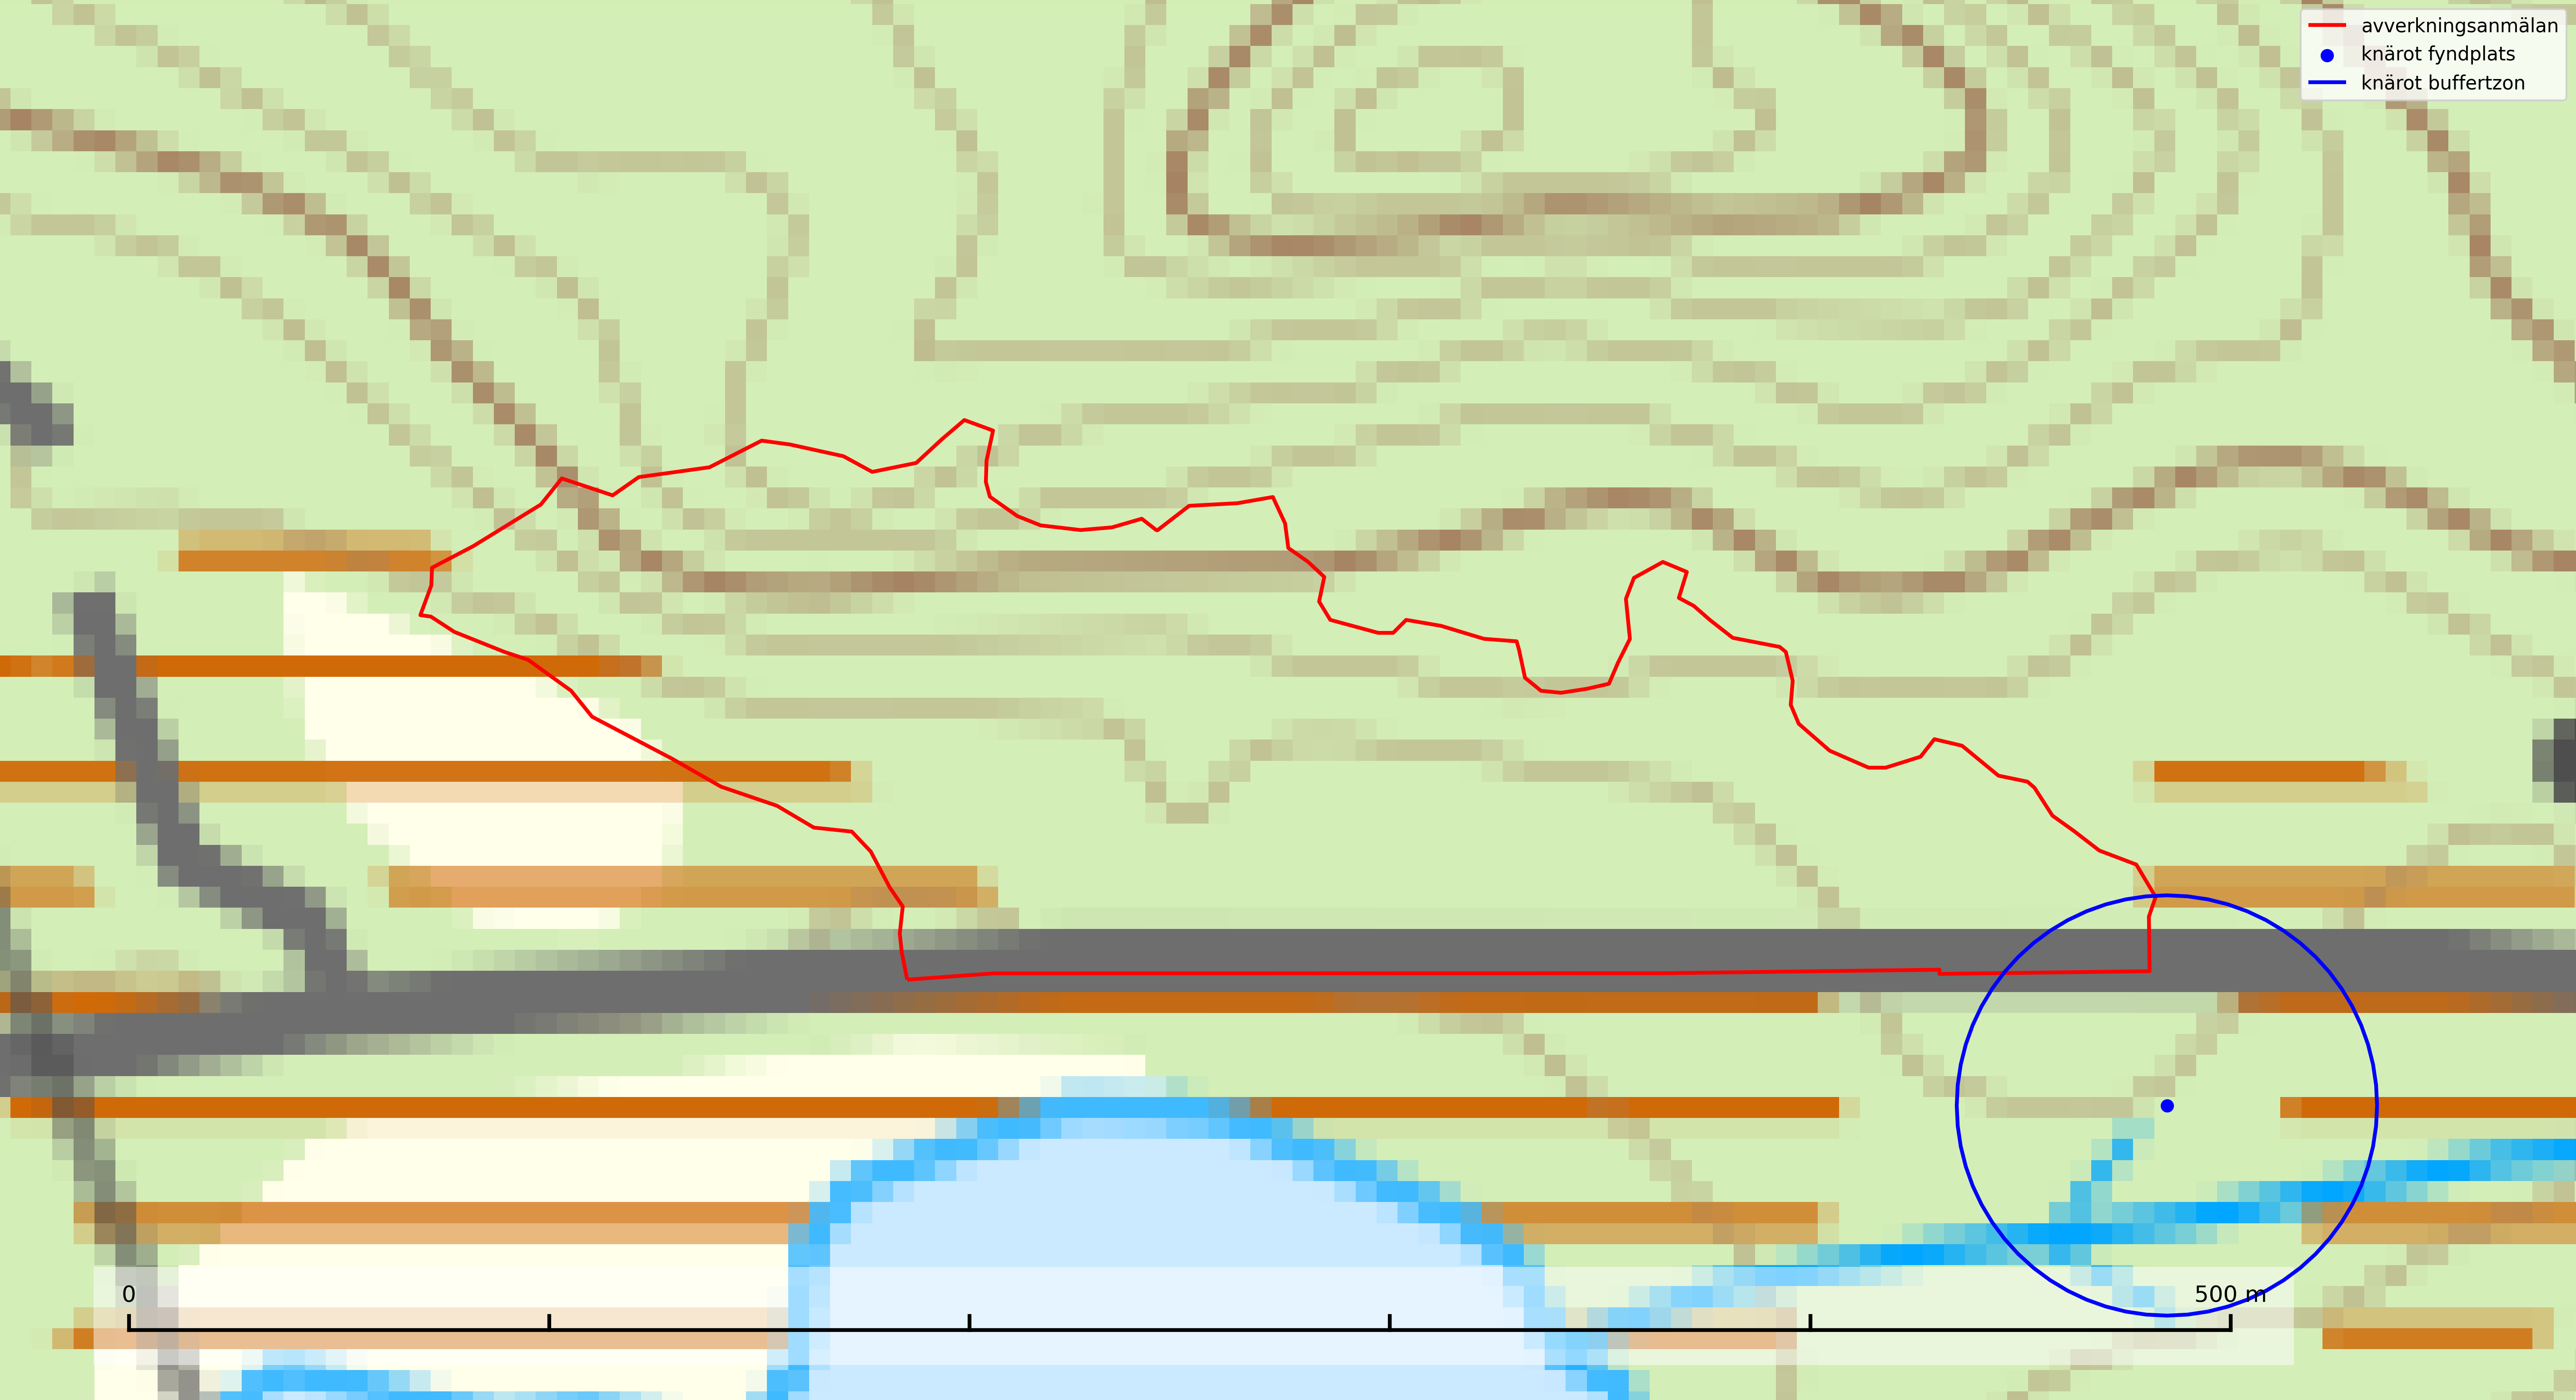 avverkningsanmälan
knärot fyndplats
knärot buffertzon
0
500 m